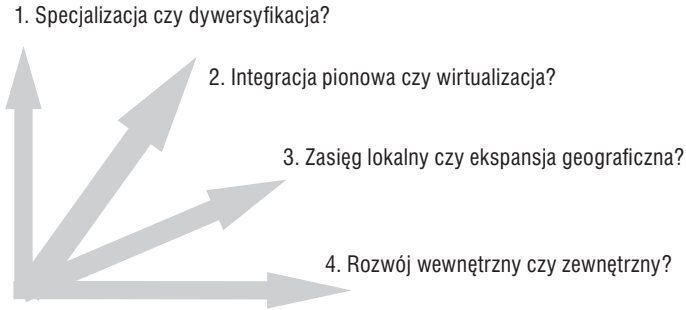 1. Specjalizacja czy dywersyfikacja?
2. Integracja pionowa czy wirtualizacja?
3. Zasięg lokalny czy ekspansja geograficzna?
4. Rozwój wewnętrzny czy zewnętrzny?